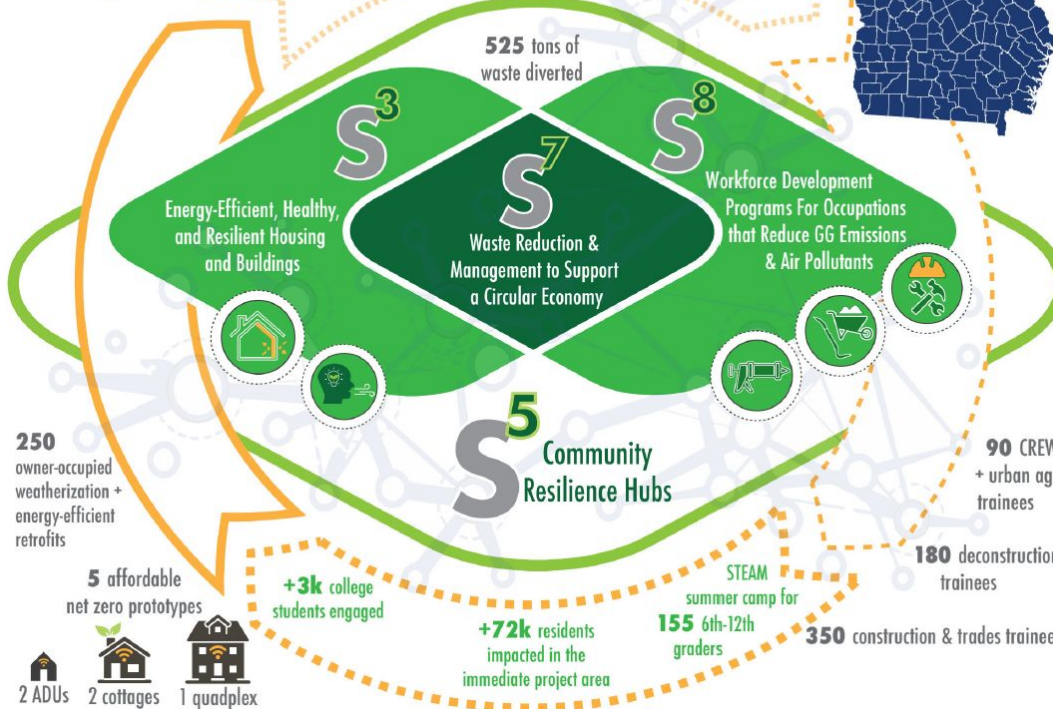 525 tons of
waste diverted
S3
Energy-Efficient, Healthy,
and Resilient Housing
and Buildings
S7
Waste Reduction &
Management to Support
a Circular Economy
S8
Workforce Development
Programs For Occupations
that Reduce GG Emissions
& Air Pollutants
S5
Community
Resilience Hubs
250
owner-occupied
weatherization +
energy-efficient
retrofits
5 affordable
net zero prototypes
2 ADUs
2 cottages
1 quadplex
+3k college
students engaged
+72k residents
impacted in the
immediate project area
STEAM
summer camp for
155 6th-12th
graders
90 CREW
+ urban ag
trainees
180 deconstruction
trainees
350 construction & trades trainee